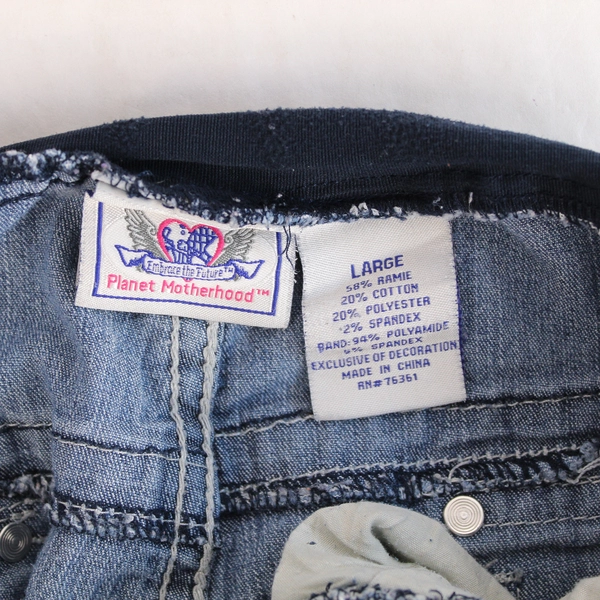 Embrace the Future™
Planet Motherhood™
LARGE
58% RAMIE
20% COTTON
20% POLYESTER
2% SPANDEX
BAND: 94% POLYAMIDE
6% SPANDEX
EXCLUSIVE OF DECORATION
MADE IN CHINA
RN# 76361